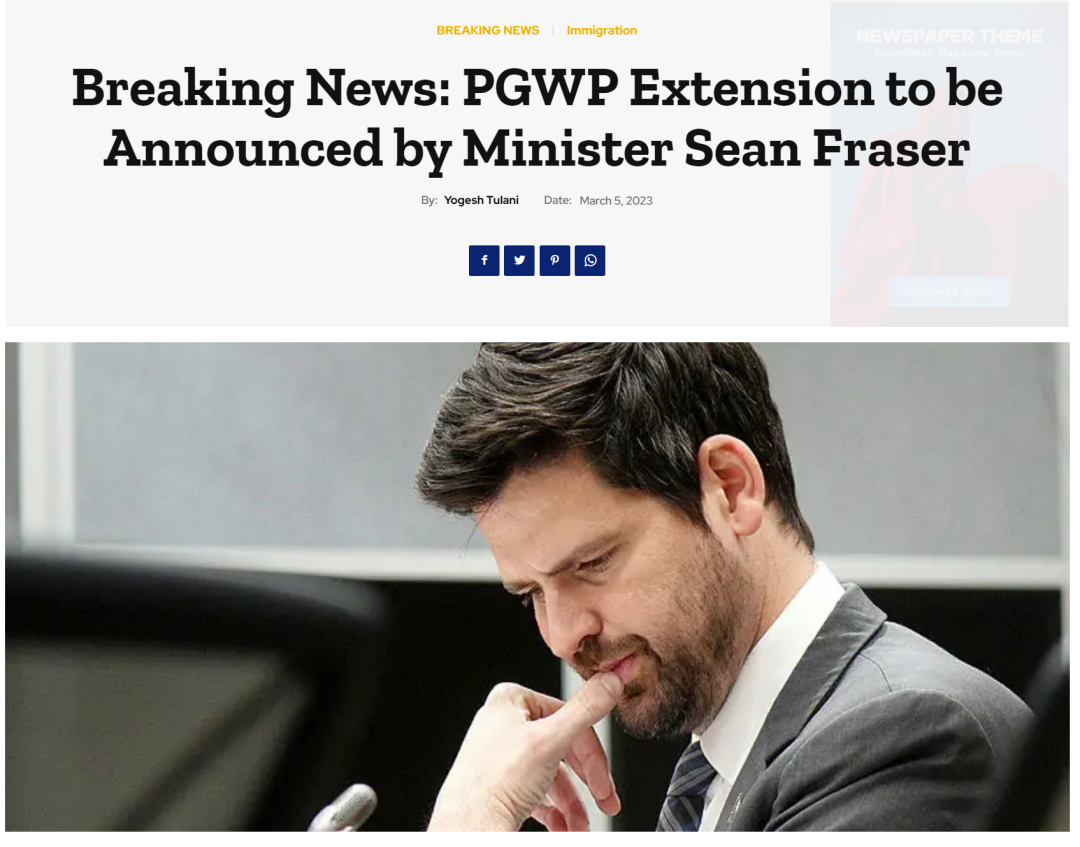 BREAKING NEWS | Immigration
NEWSPAPER THEME
NewsWeek Magazine Demo
Breaking News: PGWP Extension to be
Announced by Minister Sean Fraser
By: Yogesh Tulani Date: March 5, 2023
DISCOVER MORE